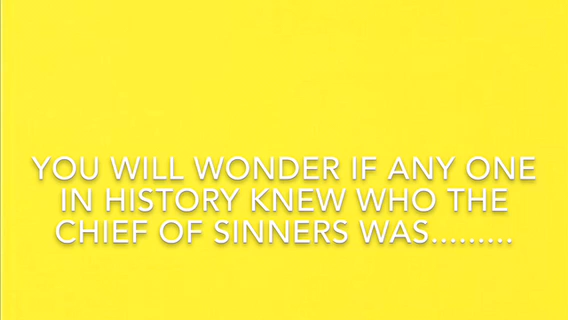 YOU WILL WONDER IF ANY ONE
IN HISTORY KNEW WHO THE
CHIEF OF SINNERS WAS.........